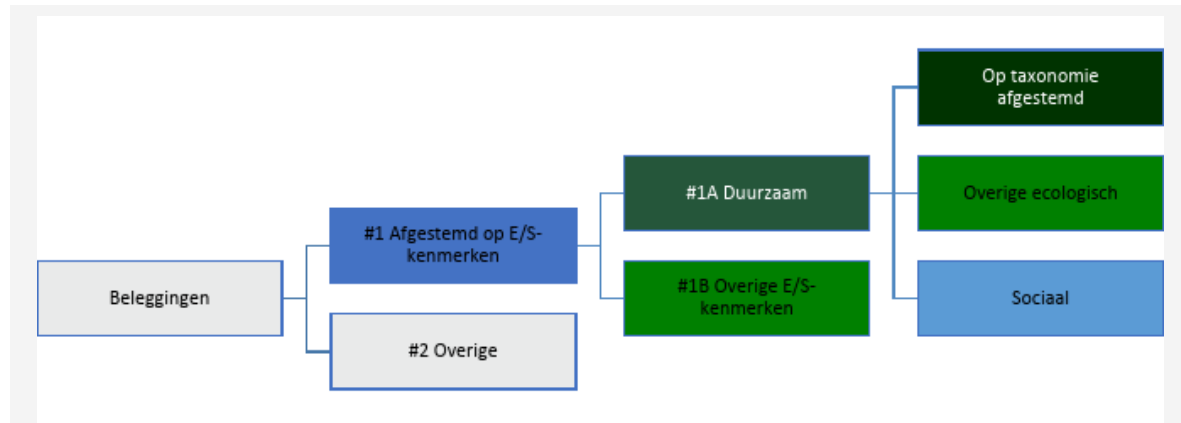 Op taxonomie
afgestemd
#1A Duurzaam
Overige ecologisch
#1 Afgestemd op E/S-
kenmerken
Beleggingen
#1B Overige E/S-
kenmerken
Sociaal
#2 Overige